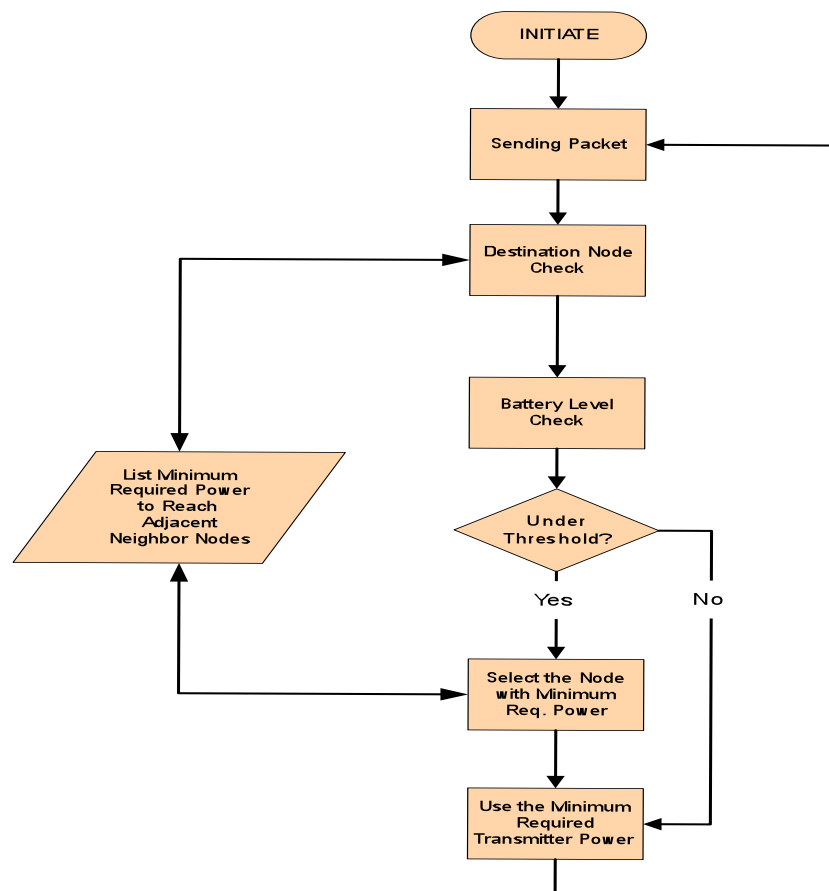 INITIATE
Sending Packet
Destination Node
Check
Battery Level
Check
List Minimum
Required Power
to Reach
Adjacent
Neighbor Nodes
Under
Threshold?
Yes
No
Select the Node
with Minimum
Req. Power
Use the Minimum
Required
Transmitter Power